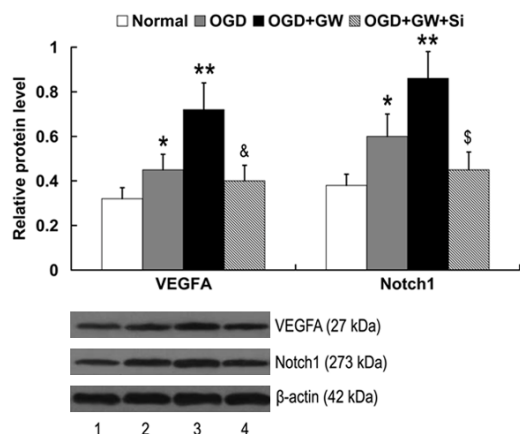 Normal OGD OGD+GW OGD+GW+Si
Relative protein level
1
0.8
0.6
0.4
0.2
0
* ** &
* ** $
VEGFA Notch1
VEGFA (27 kDa)
Notch1 (273 kDa)
β-actin (42 kDa)
1 2 3 4